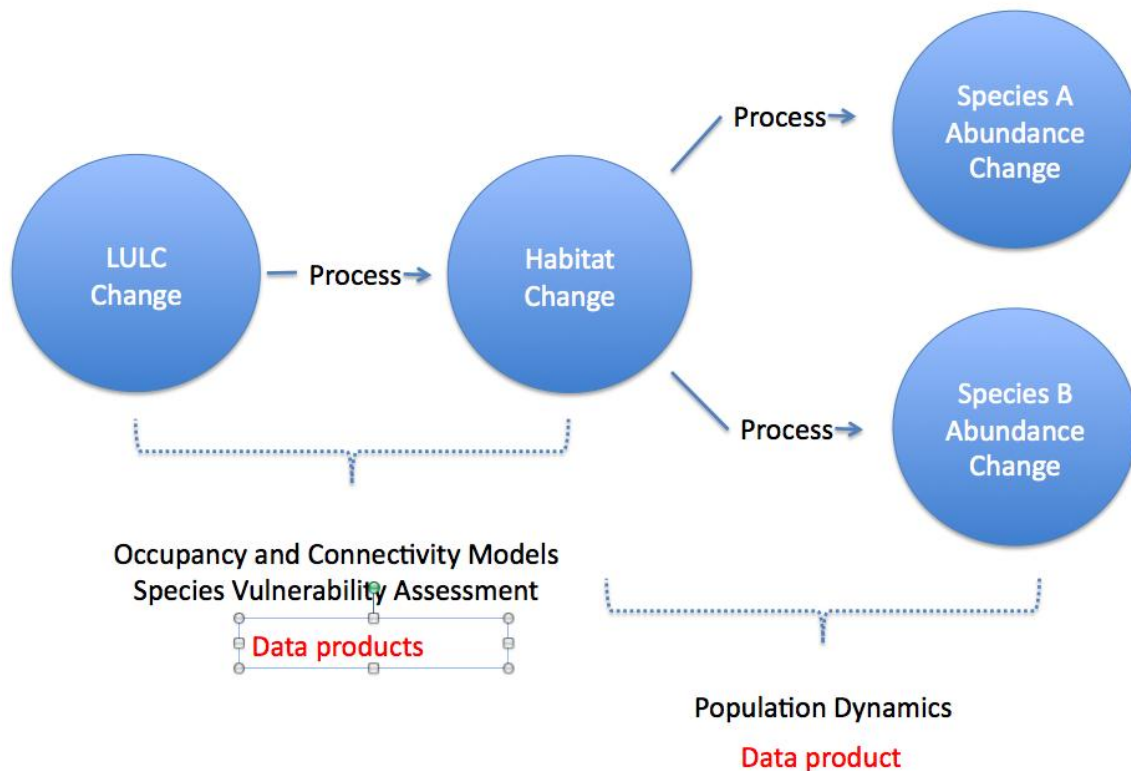 LULC
Change
Process
Habitat
Change
Process
Species A
Abundance
Change
Process
Species B
Abundance
Change
Occupancy and Connectivity Models
Species Vulnerability Assessment
Data products
Population Dynamics
Data product